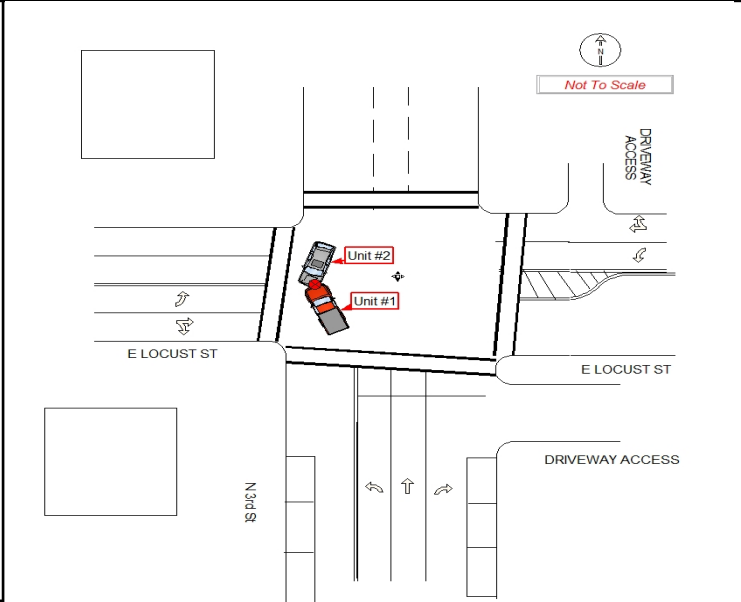 N
Not To Scale
DRIVEWAY
ACCESS
Unit #2
Unit #1
E LOCUST ST
E LOCUST ST
DRIVEWAY ACCESS
N 3rd St